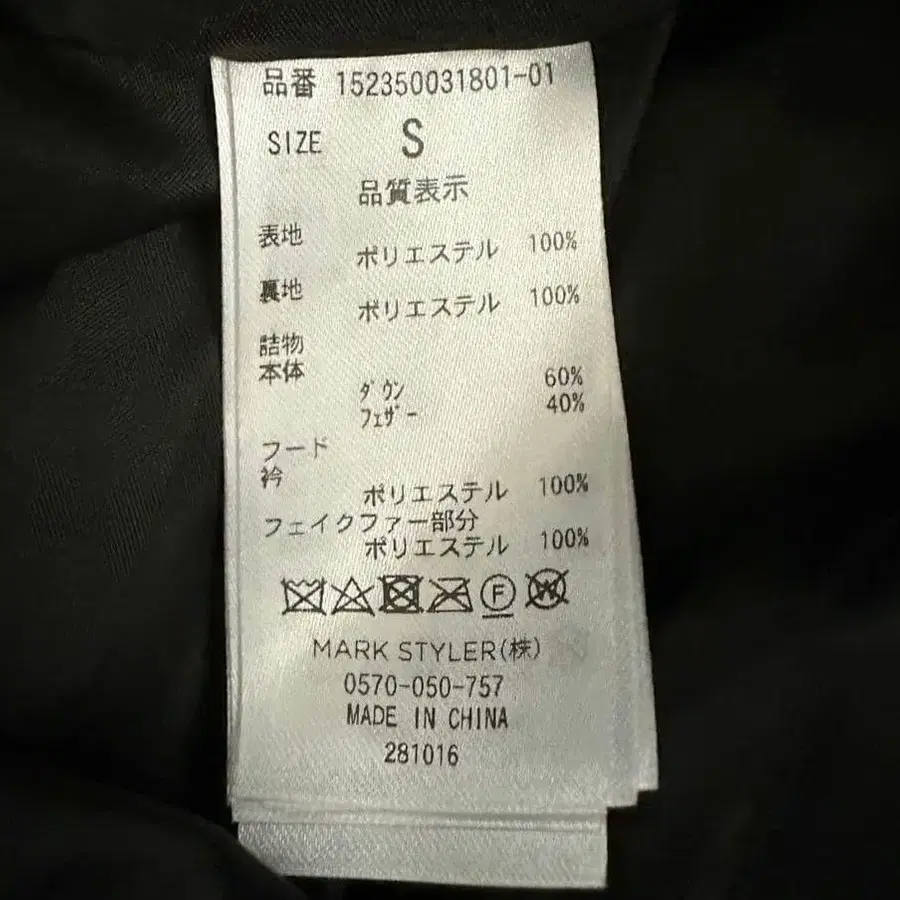 品番 152350031801-01
SIZE S
品質表示
表地
ポリエステル 100%
裏地
ポリエステル 100%
詰物
本体
ダウン 60%
フェザー 40%
フード
衿
ポリエステル 100%
フェイクファー部分
ポリエステル 100%
F W
MARK STYLER(株)
0570-050-757
MADE IN CHINA
281016